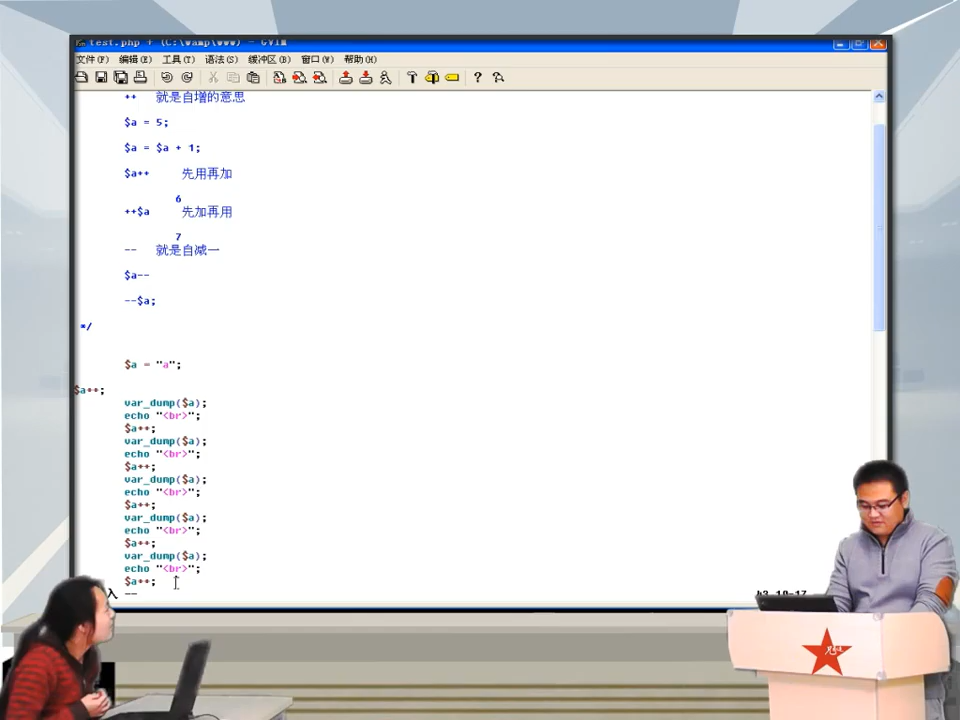 test.php + (C:\wamp\www) - GVIM
文件(F) 编辑(E) 工具(T) 语法(S) 缓冲区(B) 窗口(W) 帮助(H)
++ 就是自增的意思
$a = 5;
$a = $a + 1;
$a++ 先用再加
6
++$a 先加再用
7
-- 就是自减一
$a--
--$a;
*/
$a = "a";
$a++;
var_dump($a);
echo "<br>";
$a++;
var_dump($a);
echo "<br>";
$a++;
var_dump($a);
echo "<br>";
$a++;
var_dump($a);
echo "<br>";
$a++;
var_dump($a);
echo "<br>";
$a++;
入 --